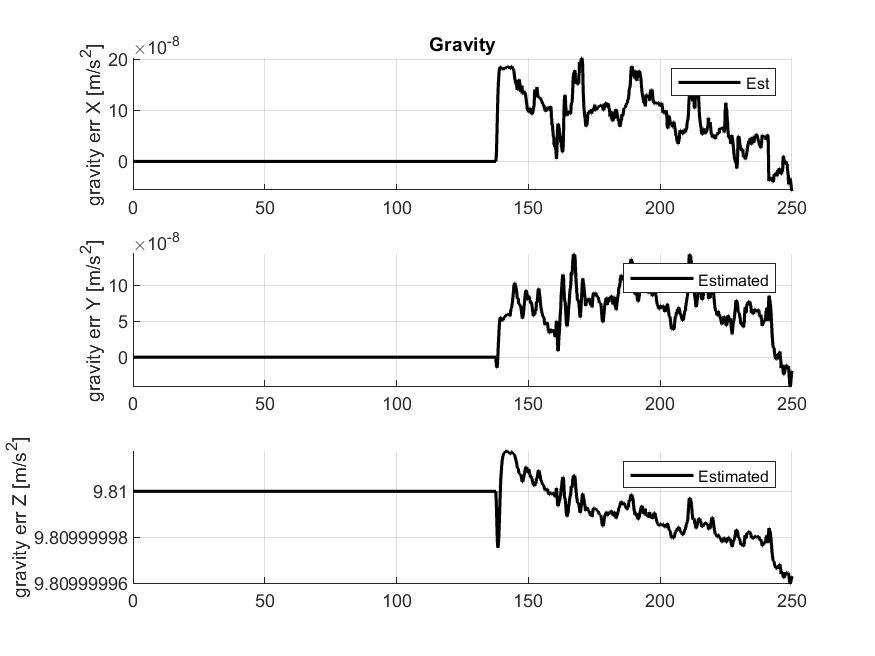 Gravity
×10-8
gravity err X [m/s2]
20
10
0
Est
0 50 100 150 200 250
×10-8
gravity err Y [m/s2]
10
5
0
Estimated
0 50 100 150 200 250
gravity err Z [m/s2]
9.81
9.80999998
9.80999996
Estimated
0 50 100 150 200 250